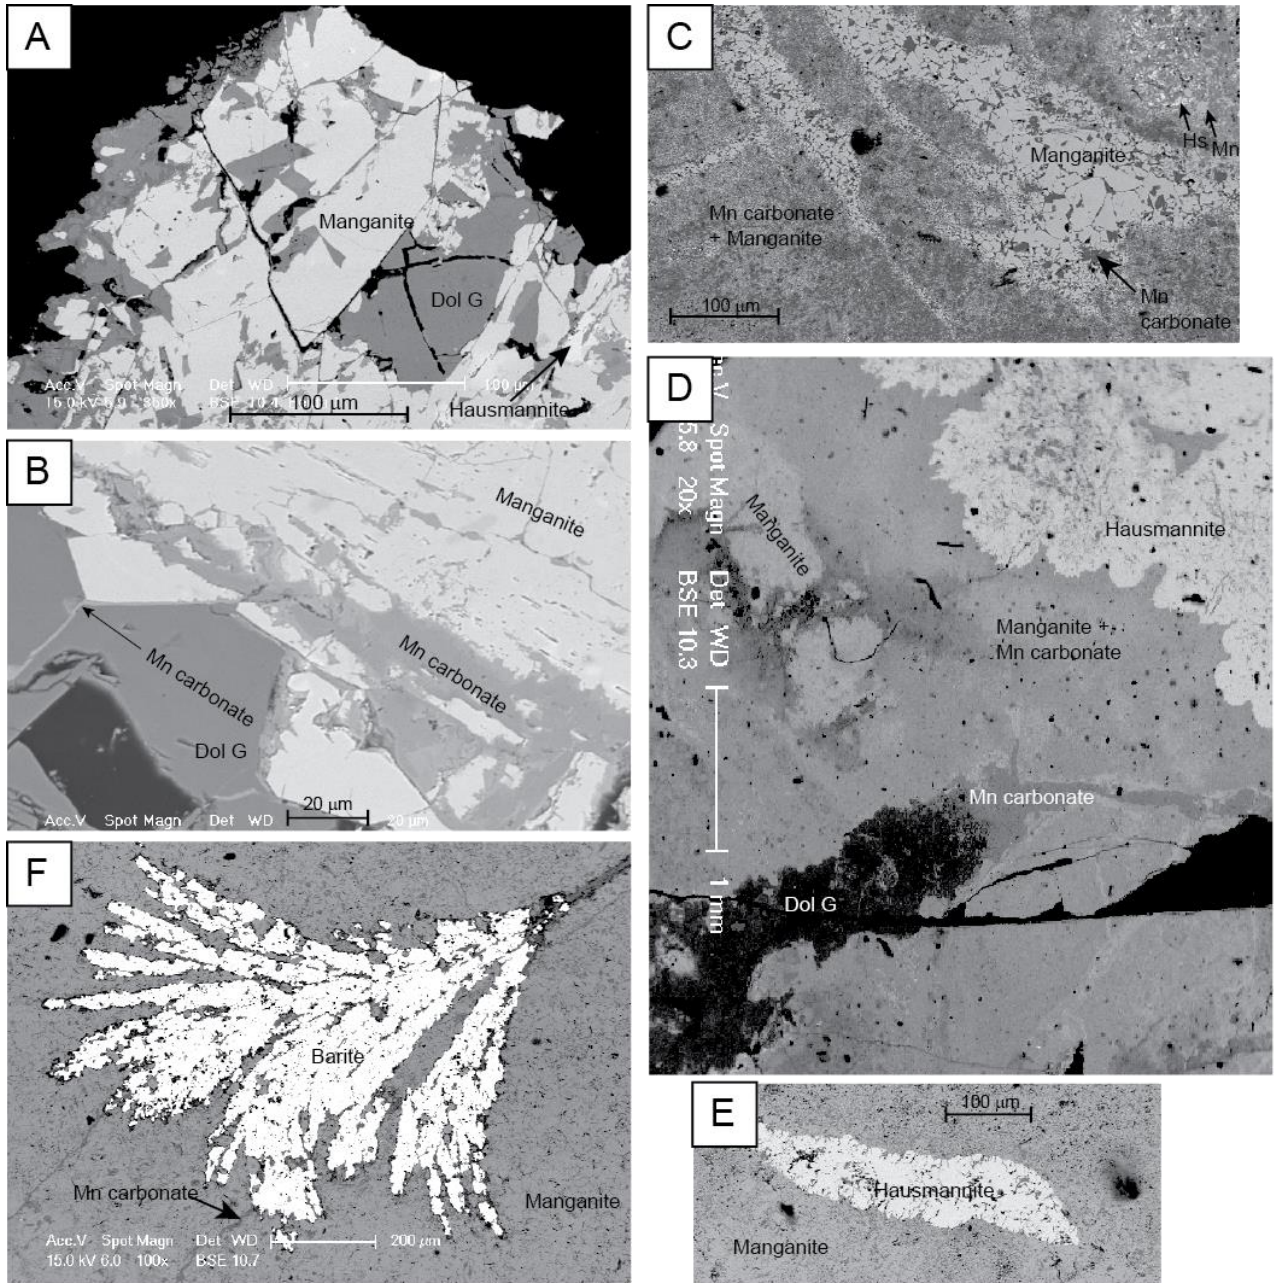 A
Manganite
Dol G
Acc.V Spot Magn Det WD
100 µm
Hausmannite
B
Manganite
Mn carbonate
Mn carbonate
Dol G
20 µm
Acc.V Spot Magn Det WD 20 µm
F
Barite
Mn carbonate
Manganite
Acc.V Spot Magn Det WD 200 µm
15.0 kV 6.0 100x BSE 10.7
C
Hs
Mn
Manganite
Mn carbonate
+ Manganite
100 µm
Mn
carbonate
D
Spot Magn Det WD
5.8 20x BSE 10.3
1 mm
Manganite
Hausmannite
Manganite +
Mn carbonate
Mn carbonate
Dol G
E
100 µm
Hausmannite
Manganite